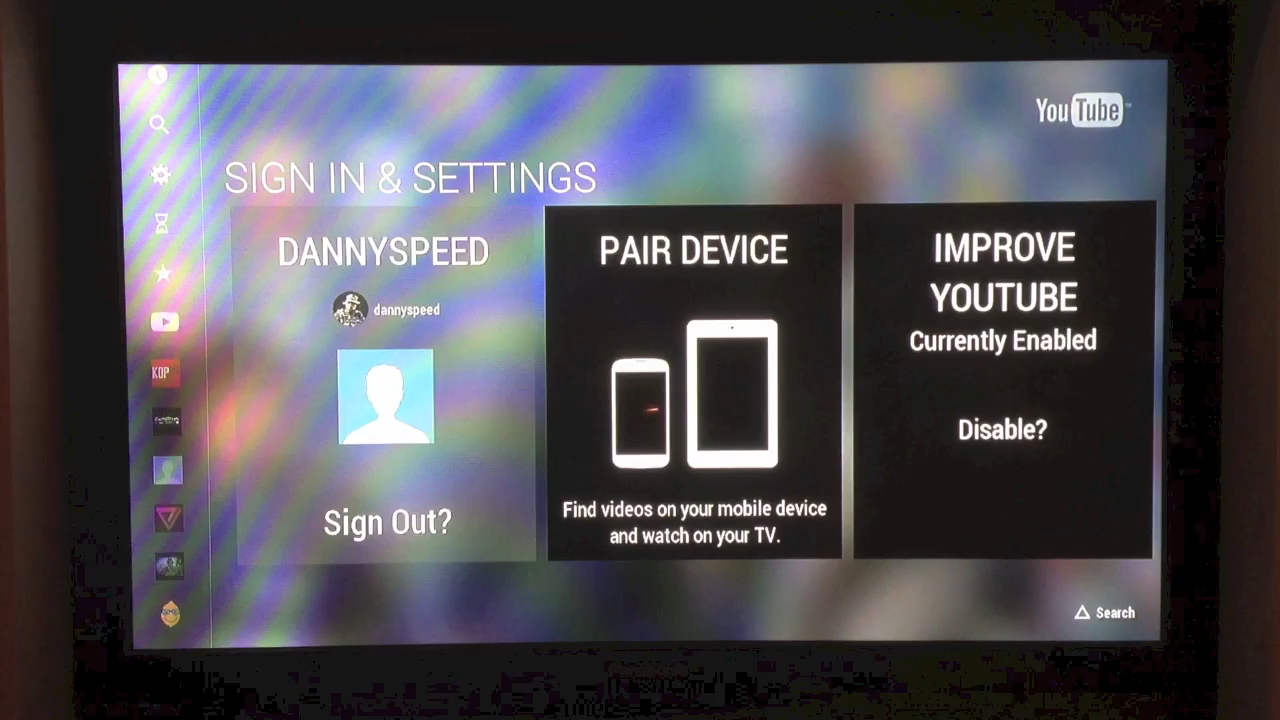 YouTube
SIGN IN & SETTINGS
DANNYSPEED
dannyspeed
Sign Out?
PAIR DEVICE
Find videos on your mobile device
and watch on your TV.
IMPROVE
YOUTUBE
Currently Enabled
Disable?
KOP
Search